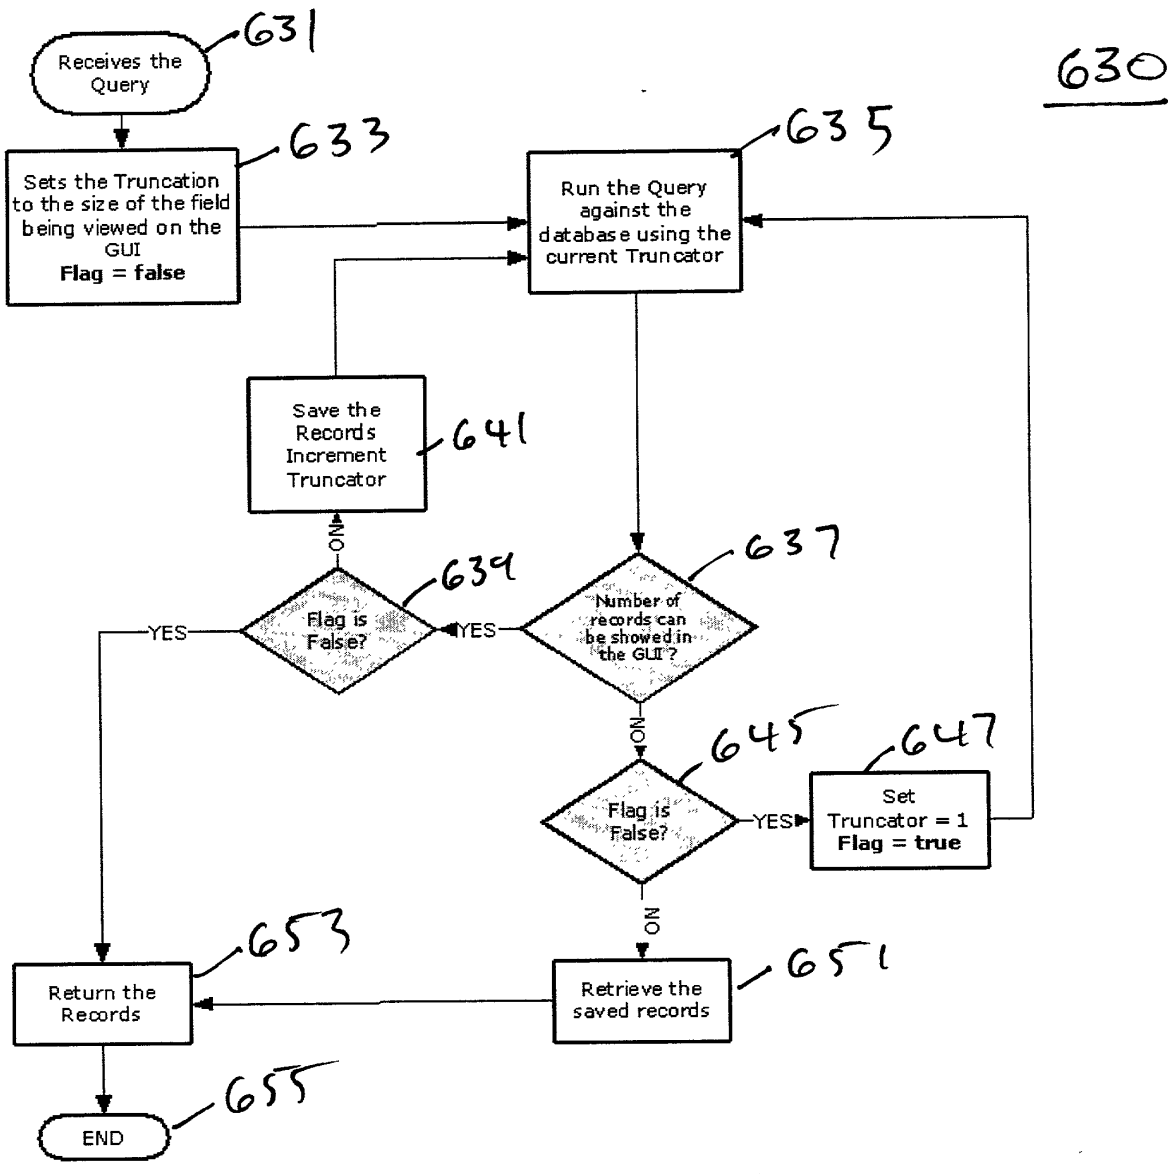 631
Receives the
Query
630
633
Sets the Truncation
to the size of the field
being viewed on the
GUI
Flag = false
635
Run the Query
against the
database using the
current Truncator
Save the
Records
Increment
Truncator
641
NO
637
Number of
records can
be showed in
the GUI ?
639
Flag is
False?
YES
YES
NO
645
Flag is
False?
YES
647
Set
Truncator = 1
Flag = true
NO
653
Return the
Records
651
Retrieve the
saved records
655
END